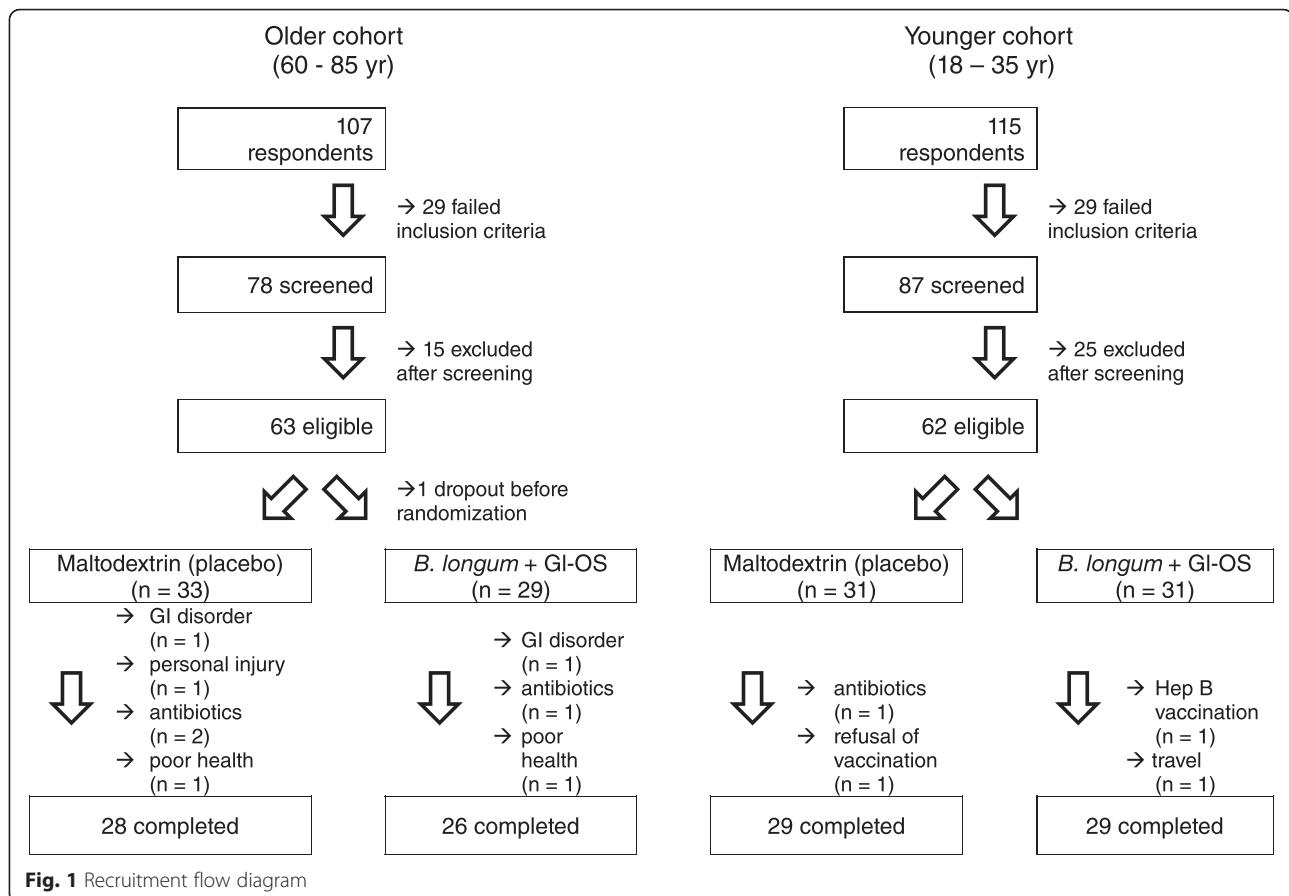 Older cohort
(60 - 85 yr)
107
respondents
→ 29 failed
inclusion criteria
78 screened
→ 15 excluded
after screening
63 eligible
→1 dropout before
randomization
Maltodextrin (placebo)
(n = 33)
→ GI disorder
(n = 1)
→ personal injury
(n = 1)
→ antibiotics
(n = 2)
→ poor health
(n = 1)
28 completed
B. longum + GI-OS
(n = 29)
→ GI disorder
(n = 1)
→ antibiotics
(n = 1)
→ poor
health
(n = 1)
26 completed
Younger cohort
(18 – 35 yr)
115
respondents
→ 29 failed
inclusion criteria
87 screened
→ 25 excluded
after screening
62 eligible
Maltodextrin (placebo)
(n = 31)
→ antibiotics
(n = 1)
→ refusal of
vaccination
(n = 1)
29 completed
B. longum + GI-OS
(n = 31)
→ Hep B
vaccination
(n = 1)
→ travel
(n = 1)
29 completed
Fig. 1 Recruitment flow diagram